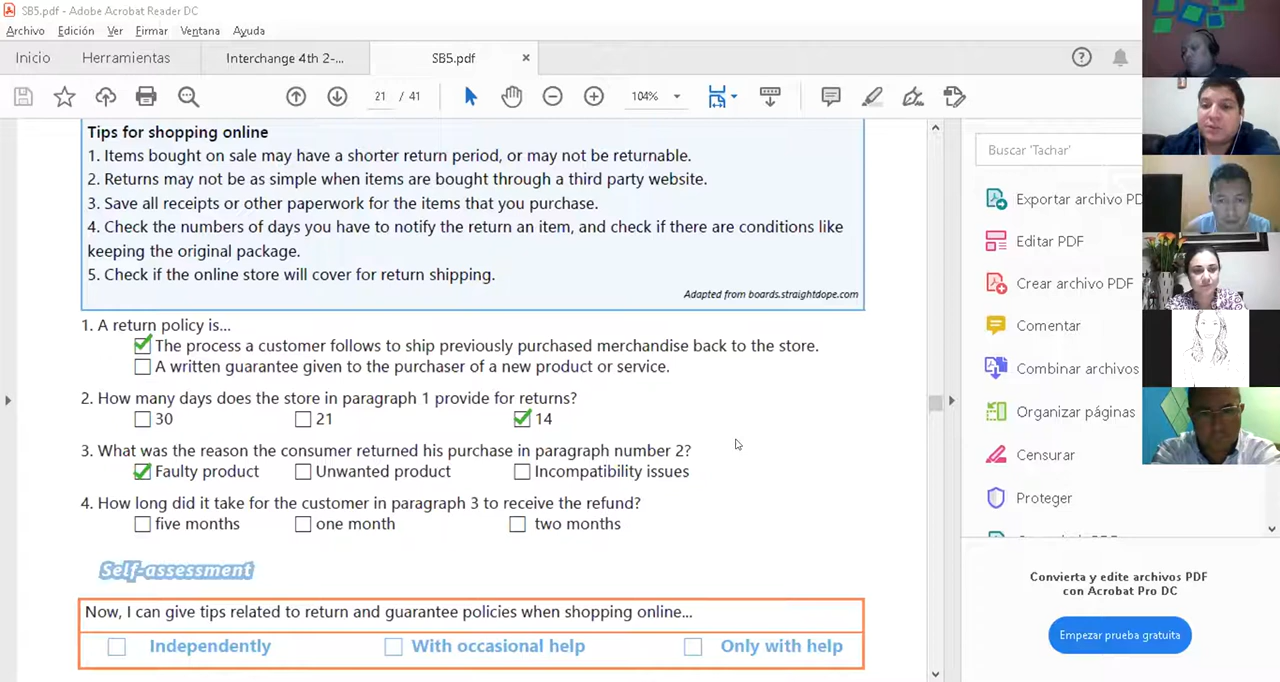 SB5.pdf - Adobe Acrobat Reader DC
Archivo Edición Ver Firmar Ventana Ayuda
Inicio Herramientas Interchange 4th 2-... SB5.pdf ×
21 / 41 104%
Tips for shopping online
1. Items bought on sale may have a shorter return period, or may not be returnable.
2. Returns may not be as simple when items are bought through a third party website.
3. Save all receipts or other paperwork for the items that you purchase.
4. Check the numbers of days you have to notify the return an item, and check if there are conditions like
keeping the original package.
5. Check if the online store will cover for return shipping.
Adapted from boards.straightdope.com
1. A return policy is...
The process a customer follows to ship previously purchased merchandise back to the store.
A written guarantee given to the purchaser of a new product or service.
2. How many days does the store in paragraph 1 provide for returns?
30 21 14
3. What was the reason the consumer returned his purchase in paragraph number 2?
Faulty product Unwanted product Incompatibility issues
4. How long did it take for the customer in paragraph 3 to receive the refund?
five months one month two months
Self-assessment
Now, I can give tips related to return and guarantee policies when shopping online...
Independently With occasional help Only with help
Buscar 'Tachar'
Exportar archivo PD
Editar PDF
Crear archivo PDF
Comentar
Combinar archivos
Organizar páginas
Censurar
Proteger
Convierta y edite archivos PDF
con Acrobat Pro DC
Empezar prueba gratuita